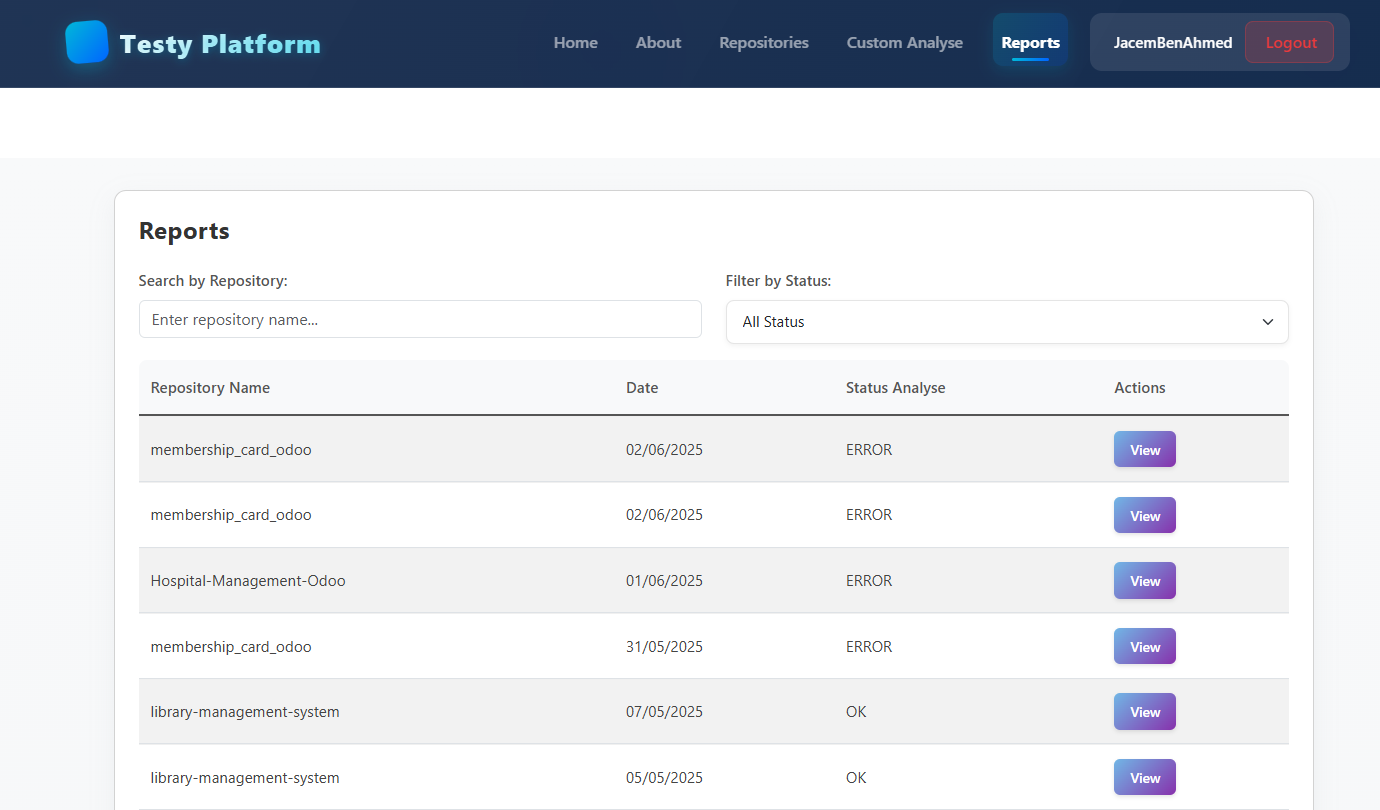 Testy Platform
Home About Repositories Custom Analyse Reports JacemBenAhmed Logout
Reports
Search by Repository: Filter by Status:
Enter repository name... All Status
Repository Name Date Status Analyse Actions
membership_card_odoo 02/06/2025 ERROR View
membership_card_odoo 02/06/2025 ERROR View
Hospital-Management-Odoo 01/06/2025 ERROR View
membership_card_odoo 31/05/2025 ERROR View
library-management-system 07/05/2025 OK View
library-management-system 05/05/2025 OK View